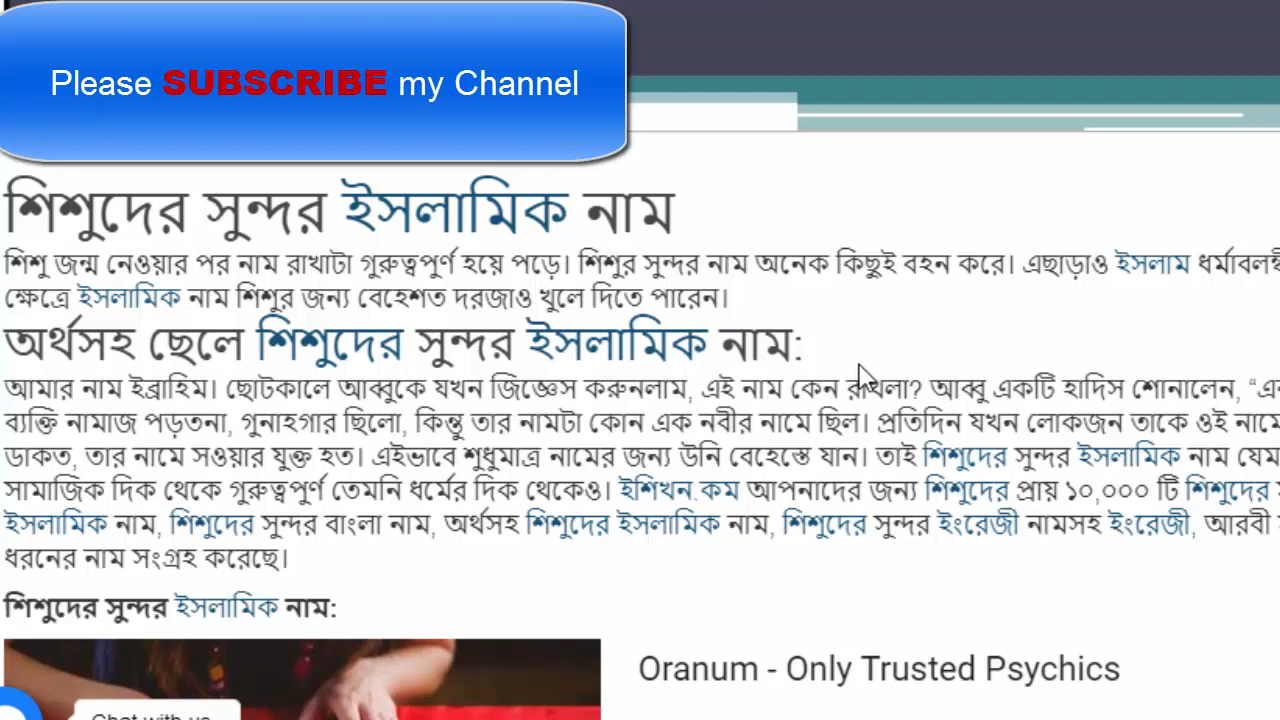 Please SUBSCRIBE my Channel
শিশুদের সুন্দর ইসলামিক নাম
শিশু জন্ম নেওয়ার পর নাম রাখাটা গুরুত্বপুর্ণ হয়ে পড়ে। শিশুর সুন্দর নাম অনেক কিছুই বহন করে। এছাড়াও ইসলাম
ক্ষেত্রে ইসলামিক নাম শিশুর জন্য বেহেশত দরজাও খুলে দিতে পারেন।
অর্থসহ ছেলে শিশুদের সুন্দর ইসলামিক নাম:
আমার নাম ইব্রাহিম। ছোটকালে আব্বুকে যখন জিজ্ঞেস করুনলাম, এই নাম কেন রাখলা? আব্বু একটি হাদিস শোনালেন,
ব্যক্তি নামাজ পড়তনা, গুনাহগার ছিলো, কিন্তু তার নামটা কোন এক নবীর নামে ছিল। প্রতিদিন যখন লোকজন তাকে ওই নামে
ডাকত, তার নামে সওয়ার যুক্ত হত। এইভাবে শুধুমাত্র নামের জন্য উনি বেহেস্তে যান। তাই শিশুদের সুন্দর ইসলামিক নাম যেম
সামাজিক দিক থেকে গুরুত্বপুর্ণ তেমনি ধর্মের দিক থেকেও। ইশিখন.কম আপনাদের জন্য শিশুদের প্রায় ১০,০০০ টি শিশুদের
ইসলামিক নাম, শিশুদের সুন্দর বাংলা নাম, অর্থসহ শিশুদের ইসলামিক নাম, শিশুদের সুন্দর ইংরেজী নামসহ ইংরেজী, আরবী
ধরনের নাম সংগ্রহ করেছে।
শিশুদের সুন্দর ইসলামিক নাম:
Oranum - Only Trusted Psychics
Chat with us